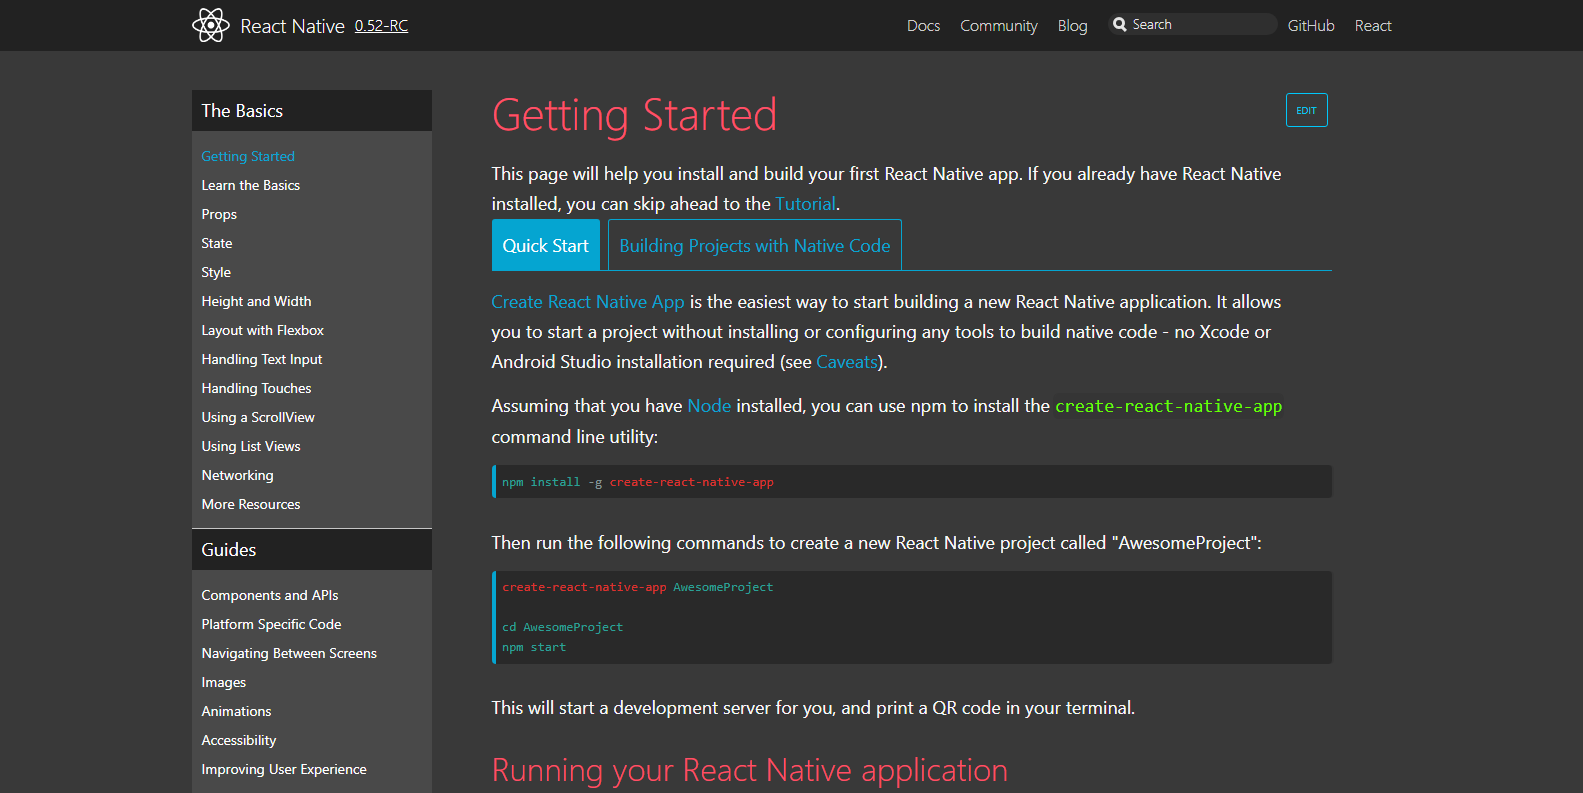 React Native 0.52-RC
Docs Community Blog Search GitHub React
The Basics
Getting Started
Learn the Basics
Props
State
Style
Height and Width
Layout with Flexbox
Handling Text Input
Handling Touches
Using a ScrollView
Using List Views
Networking
More Resources
Guides
Components and APIs
Platform Specific Code
Navigating Between Screens
Images
Animations
Accessibility
Improving User Experience
Getting Started
EDIT
This page will help you install and build your first React Native app. If you already have React Native
installed, you can skip ahead to the Tutorial.
Quick Start Building Projects with Native Code
Create React Native App is the easiest way to start building a new React Native application. It allows
you to start a project without installing or configuring any tools to build native code - no Xcode or
Android Studio installation required (see Caveats).
Assuming that you have Node installed, you can use npm to install the create-react-native-app
command line utility:
npm install -g create-react-native-app
Then run the following commands to create a new React Native project called "AwesomeProject":
create-react-native-app AwesomeProject
cd AwesomeProject
npm start
This will start a development server for you, and print a QR code in your terminal.
Running your React Native application